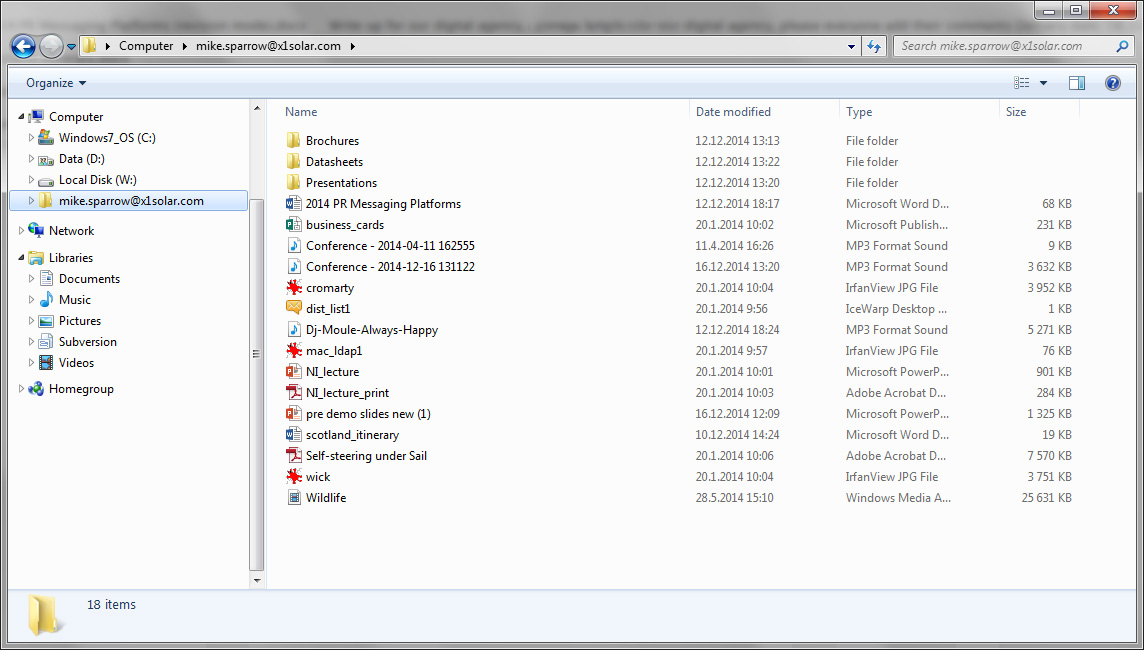 Computer mike.sparrow@x1solar.com Search mike.sparrow@x1solar.com
Organize
Computer
Windows7_OS (C:)
Data (D:)
Local Disk (W:)
mike.sparrow@x1solar.com
Network
Libraries
Documents
Music
Pictures
Subversion
Videos
Homegroup
Name Date modified Type Size
Brochures 12.12.2014 13:13 File folder
Datasheets 12.12.2014 13:22 File folder
Presentations 12.12.2014 13:20 File folder
2014 PR Messaging Platforms 12.12.2014 18:17 Microsoft Word D... 68 KB
business_cards 20.1.2014 10:02 Microsoft Publish... 231 KB
Conference - 2014-04-11 162555 11.4.2014 16:26 MP3 Format Sound 9 KB
Conference - 2014-12-16 131122 16.12.2014 13:20 MP3 Format Sound 3 632 KB
cromarty 20.1.2014 10:04 IrfanView JPG File 3 952 KB
dist_list1 20.1.2014 9:56 IceWarp Desktop ... 1 KB
Dj-Moule-Always-Happy 12.12.2014 18:24 MP3 Format Sound 5 271 KB
mac_ldap1 20.1.2014 9:57 IrfanView JPG File 76 KB
NI_lecture 20.1.2014 10:01 Microsoft PowerP... 901 KB
NI_lecture_print 20.1.2014 10:03 Adobe Acrobat D... 284 KB
pre demo slides new (1) 16.12.2014 12:09 Microsoft PowerP... 1 325 KB
scotland_itinerary 10.12.2014 14:24 Microsoft Word D... 19 KB
Self-steering under Sail 20.1.2014 10:06 Adobe Acrobat D... 7 570 KB
wick 20.1.2014 10:04 IrfanView JPG File 3 751 KB
Wildlife 28.5.2014 15:10 Windows Media A... 25 631 KB
18 items